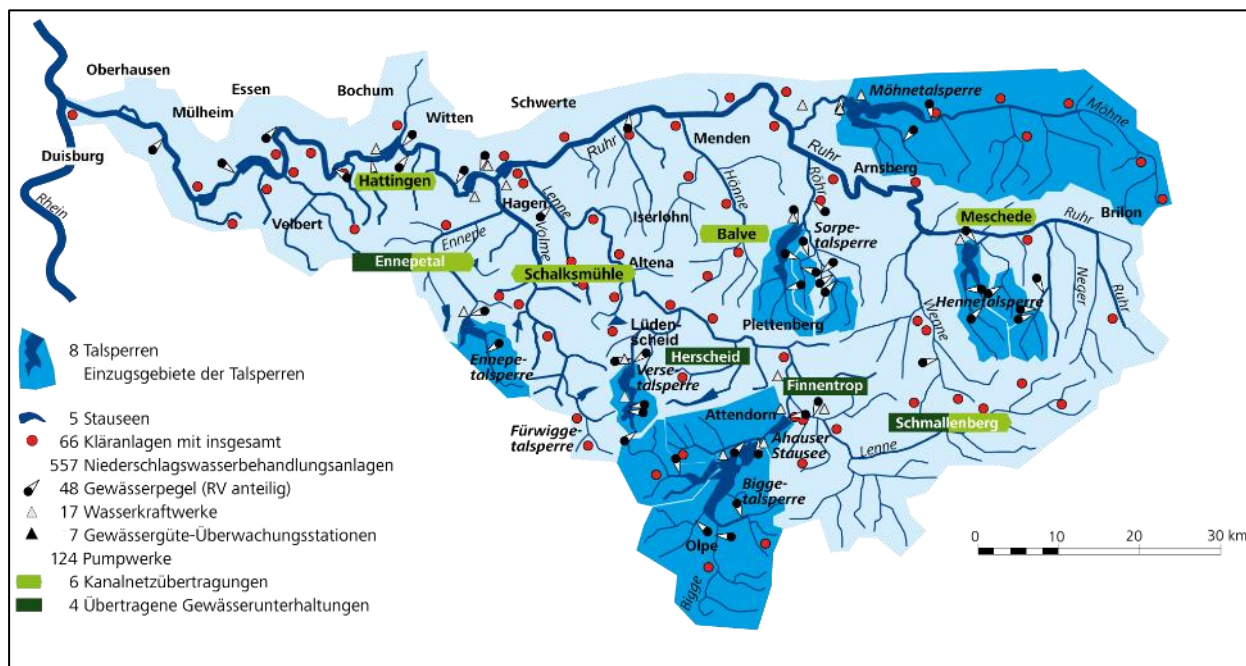 Oberhausen
Essen
Bochum
Mülheim
Witten
Schwerte
Möhnetalsperre
Möhne
Menden
Ruhr
Ruhr
Arnsberg
Duisburg
Hattingen
Röhr
Rhein
Velbert
Hagen
Lenne
Hönne
Iserlohn
Volme
Ennepe
Balve
Sorpe-
talsperre
Meschede
Ruhr
Brilon
Ennepetal
Schalksmühle
Altena
Hennetalsperre
Neger
Ruhr
Wenne
Plettenberg
Lüden-
scheid
Herscheid
Ennepe-
talsperre
Verse-
talsperre
Finnentrop
Attendorn
Schmallenberg
Fürwigge-
talsperre
Ahauser
Stausee
Lenne
Bigge-
talsperre
Olpe
Bigge
8 Talsperren
Einzugsgebiete der Talsperren
5 Stauseen
66 Kläranlagen mit insgesamt
557 Niederschlagswasserbehandlungsanlagen
48 Gewässerpegel (RV anteilig)
17 Wasserkraftwerke
7 Gewässergüte-Überwachungsstationen
124 Pumpwerke
6 Kanalnetzübertragungen
4 Übertragene Gewässerunterhaltungen
0 10 20 30 km